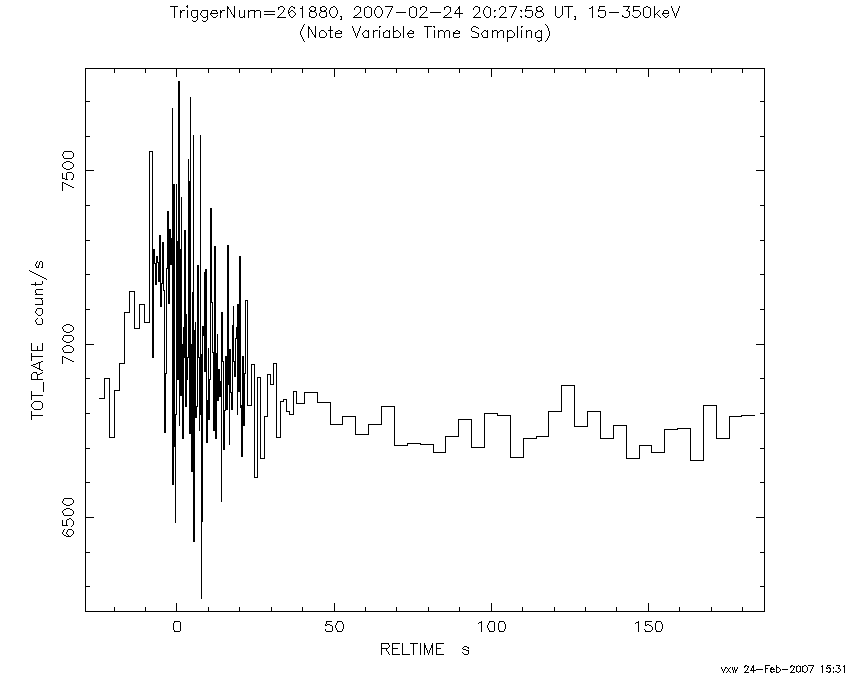 TriggerNum=261880, 2007-02-24 20:27:58 UT, 15-350keV
(Note Variable Time Sampling)
TOT_RATE count/s
7500
7000
6500
0 50 100 150
RELTIME s
vxw 24-Feb-2007 15:31